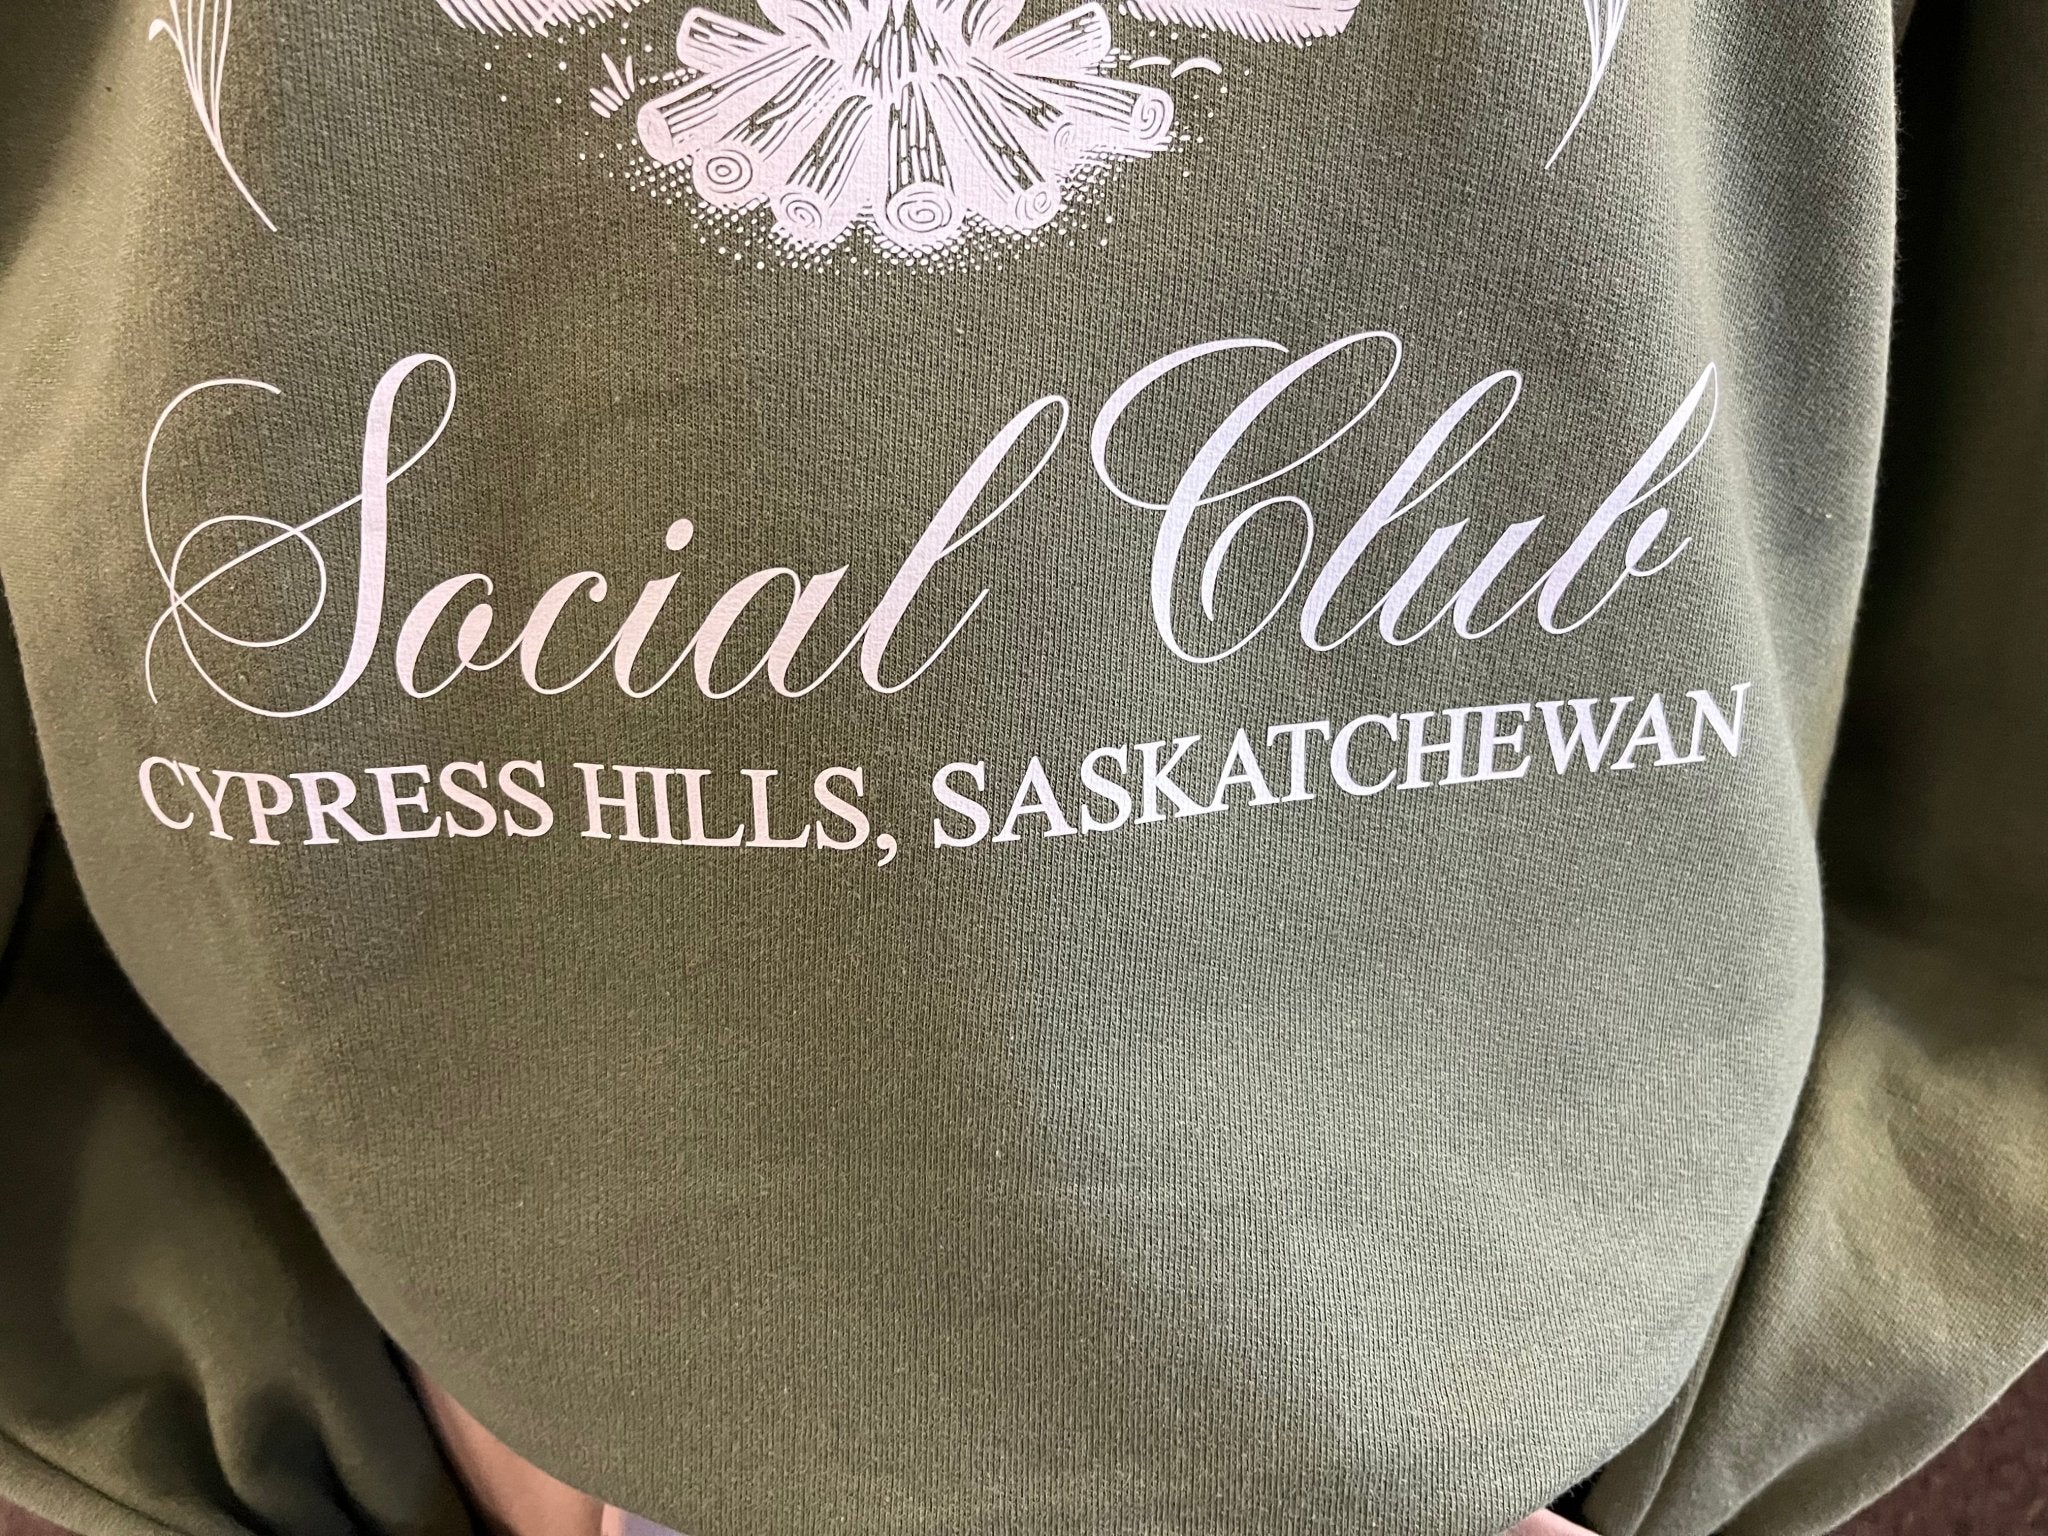 Social Club
CYPRESS HILLS, SASKATCHEWAN